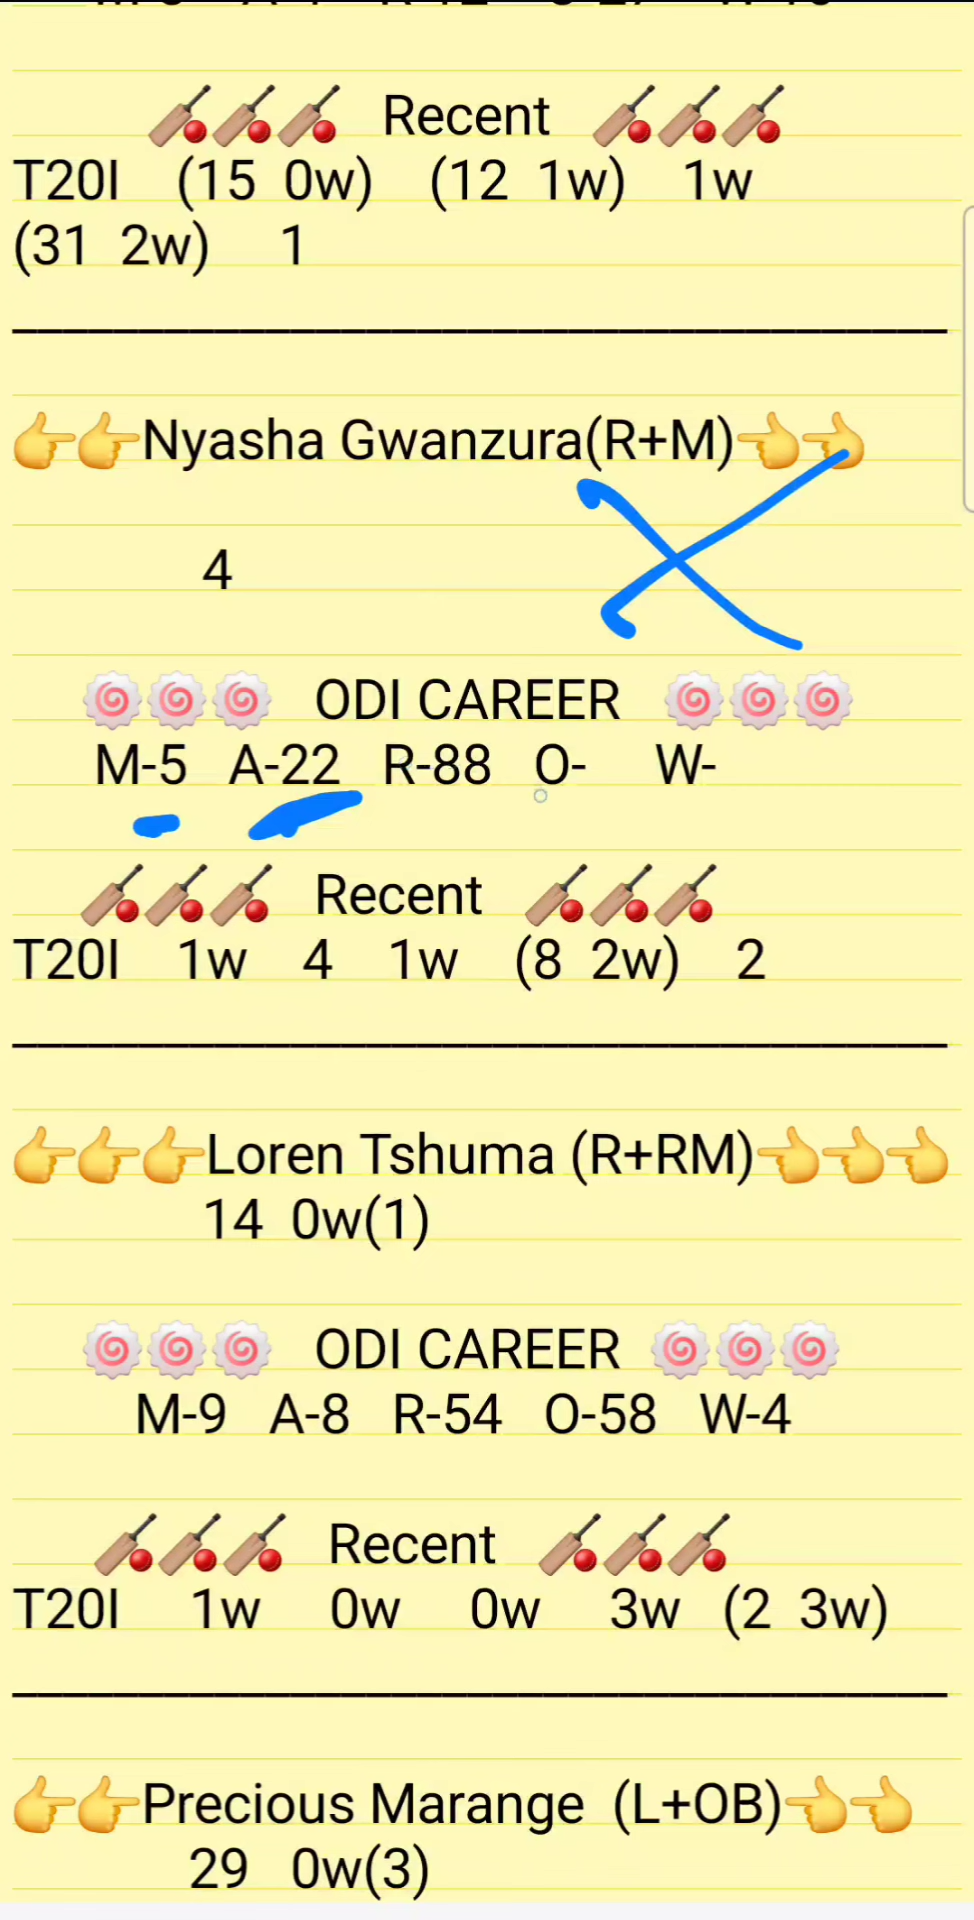 Recent
T20I (15 0w) (12 1w) 1w
(31 2w) 1
Nyasha Gwanzura(R+M)
4
ODI CAREER
M-5 A-22 R-88 O- W-
Recent
T20I 1w 4 1w (8 2w) 2
Loren Tshuma (R+RM)
14 0w(1)
ODI CAREER
M-9 A-8 R-54 O-58 W-4
Recent
T20I 1w 0w 0w 3w (2 3w)
Precious Marange (L+OB)
29 0w(3)